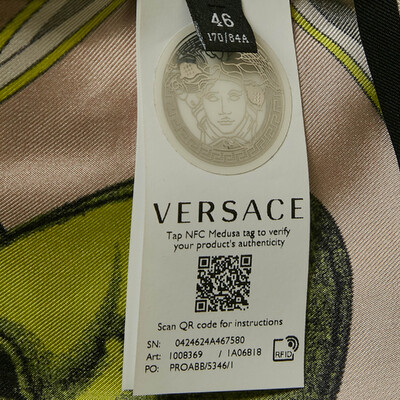 46
170/84A
VERSACE
Tap NFC Medusa tag to verify
your product's authenticity
Scan QR code for instructions
SN: 0424624A467580
Art: 1008369 / 1A06818
PO: PROABB/5346/1
RFID